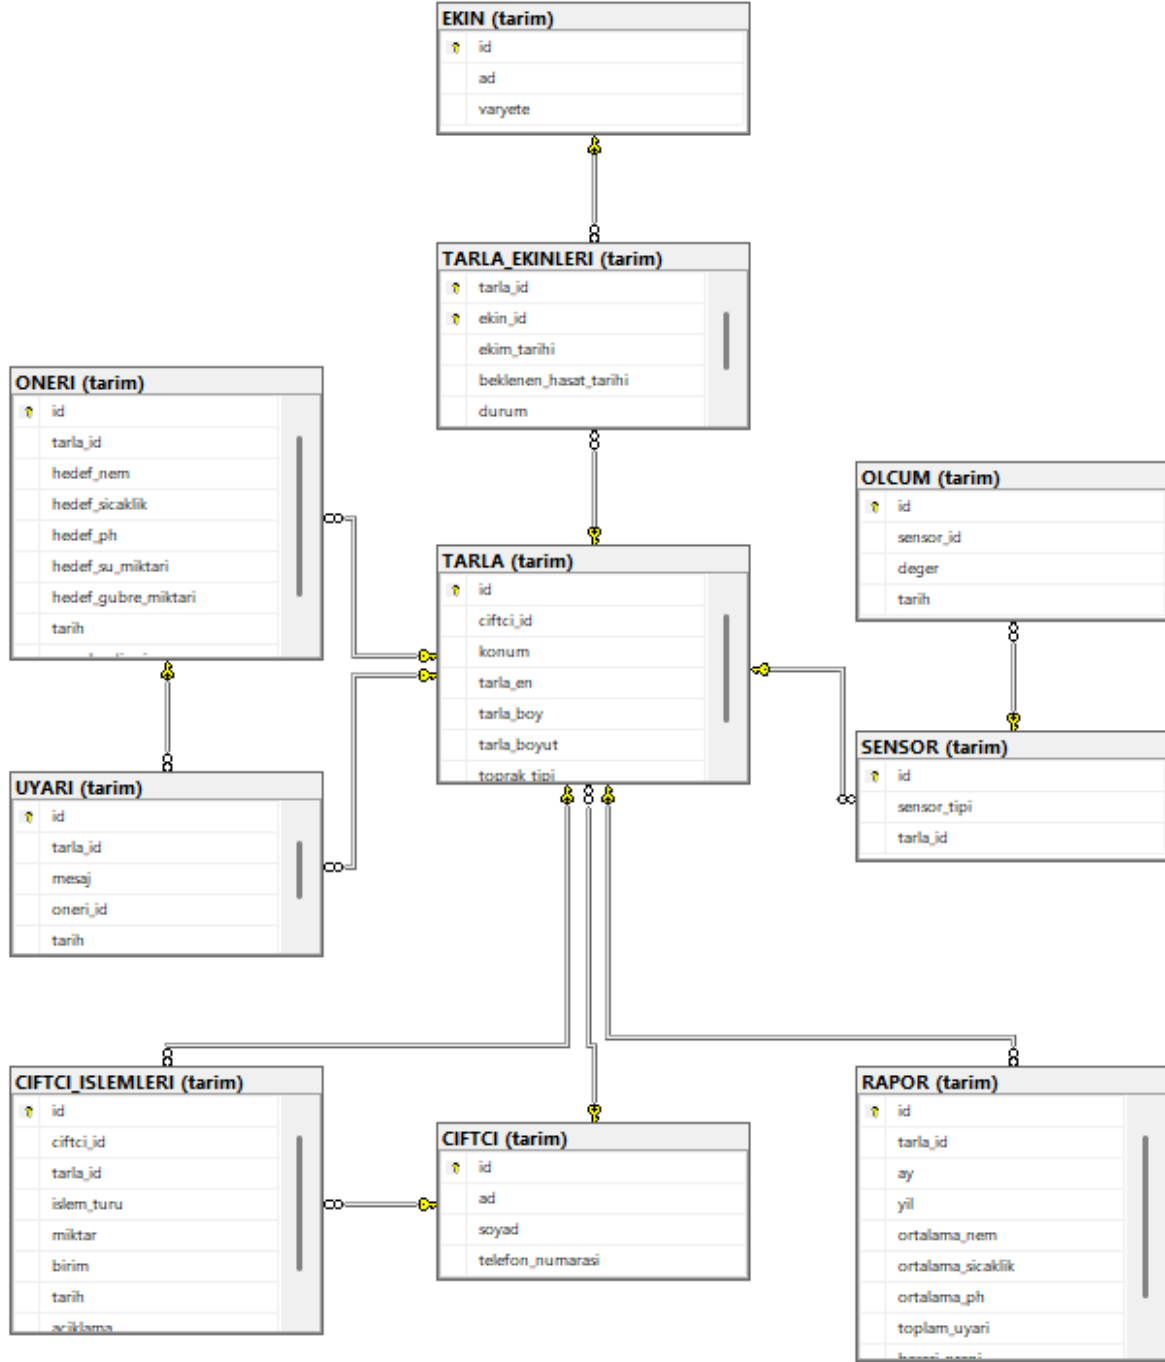 EKIN (tarim)
id
ad
varyete
TARLA_EKINLERI (tarim)
tarla_id
ekin_id
ekim_tarihi
beklenen_hasat_tarihi
durum
ONERI (tarim)
id
tarla_id
hedef_nem
hedef_sicaklik
hedef_ph
hedef_su_miktari
hedef_gubre_miktari
tarih
OLCUM (tarim)
id
sensor_id
deger
tarih
TARLA (tarim)
id
ciftci_id
konum
tarla_en
tarla_boy
tarla_boyut
toprak_tipi
SENSOR (tarim)
id
sensor_tipi
tarla_id
UYARI (tarim)
id
tarla_id
mesaj
oneri_id
tarih
CIFTCI_ISLEMLERI (tarim)
id
ciftci_id
tarla_id
islem_turu
miktar
birim
tarih
aciklama
CIFTCI (tarim)
id
ad
soyad
telefon_numarasi
RAPOR (tarim)
id
tarla_id
ay
yil
ortalama_nem
ortalama_sicaklik
ortalama_ph
toplam_uyari